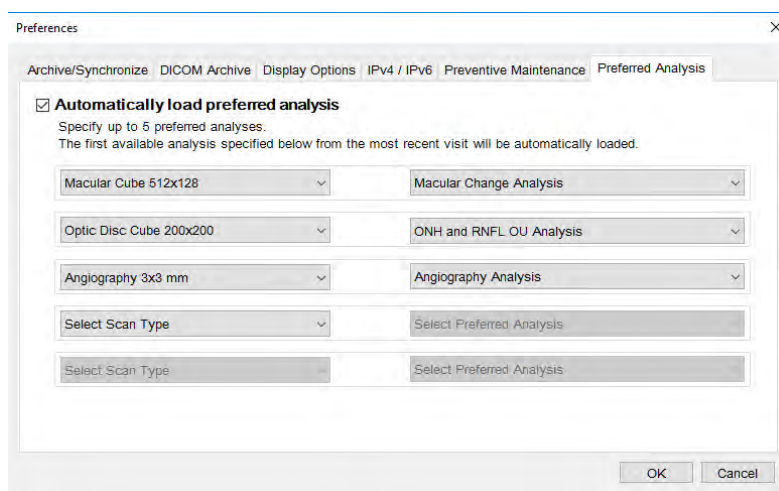 Preferences
Archive/Synchronize DICOM Archive Display Options IPv4 / IPv6 Preventive Maintenance Preferred Analysis
Automatically load preferred analysis
Specify up to 5 preferred analyses.
The first available analysis specified below from the most recent visit will be automatically loaded.
Macular Cube 512x128 Macular Change Analysis
Optic Disc Cube 200x200 ONH and RNFL OU Analysis
Angiography 3x3 mm Angiography Analysis
Select Scan Type Select Preferred Analysis
Select Scan Type Select Preferred Analysis
OK Cancel